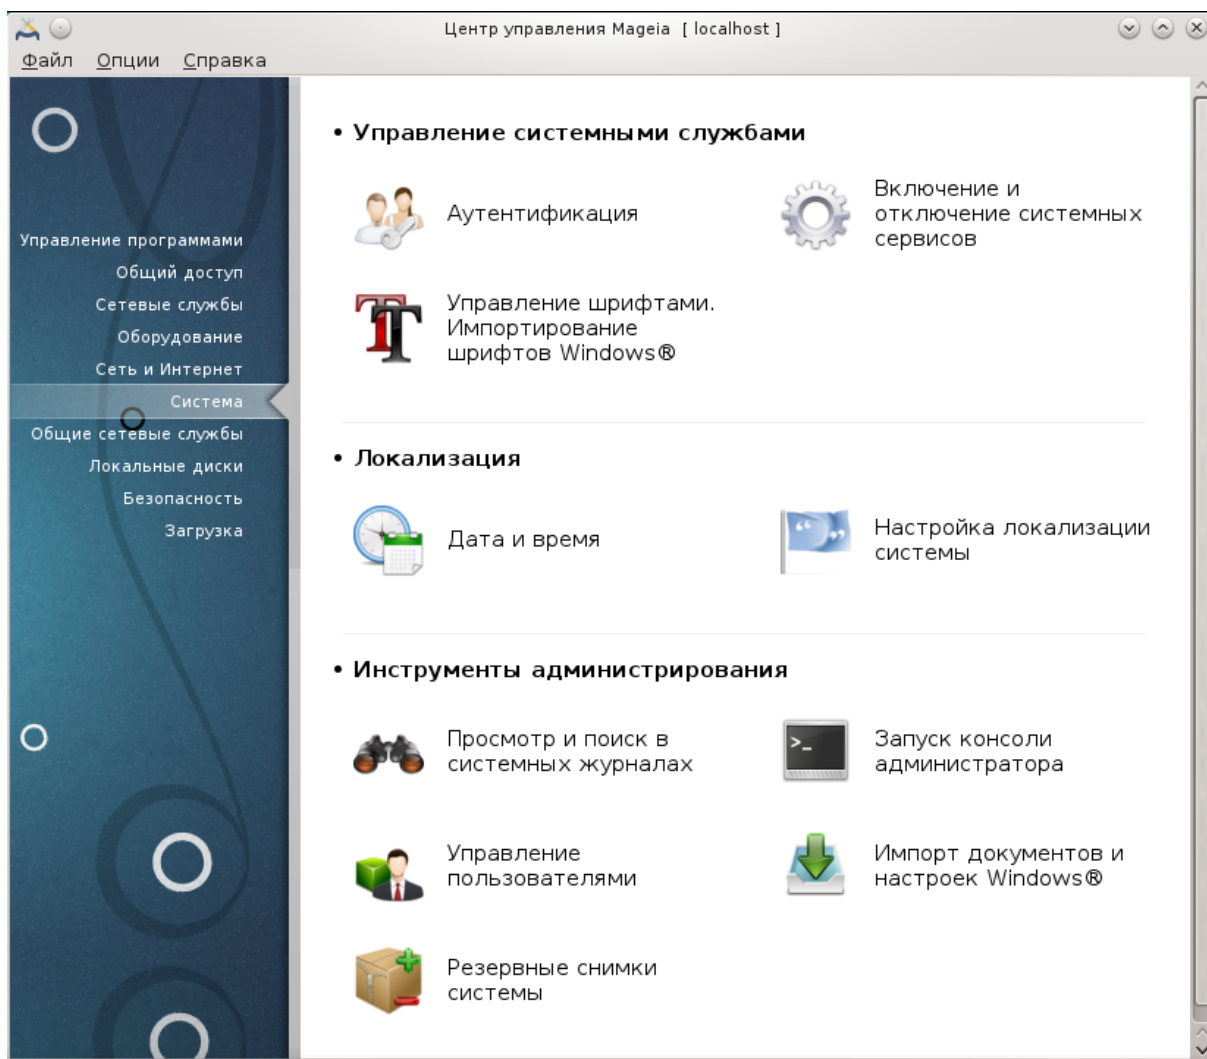 Центр управления Mageia [ localhost ]
Файл Опции Справка
Управление программами
Общий доступ
Сетевые службы
Оборудование
Сеть и Интернет
Система
Общие сетевые службы
Локальные диски
Безопасность
Загрузка
• Управление системными службами
Аутентификация
Включение и
отключение системных
сервисов
Управление шрифтами.
Импортирование
шрифтов Windows®
• Локализация
Дата и время
Настройка локализации
системы
• Инструменты администрирования
Просмотр и поиск в
системных журналах
Запуск консоли
администратора
Управление
пользователями
Импорт документов и
настроек Windows®
Резервные снимки
системы